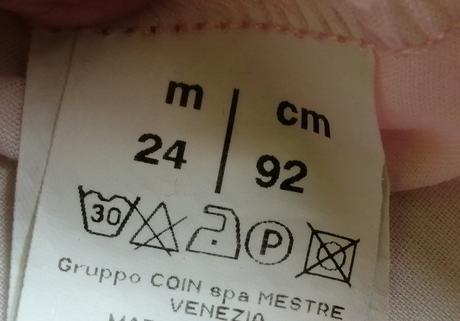 m | cm
24 | 92
30 P
Gruppo COIN spa MESTRE
VENEZIA